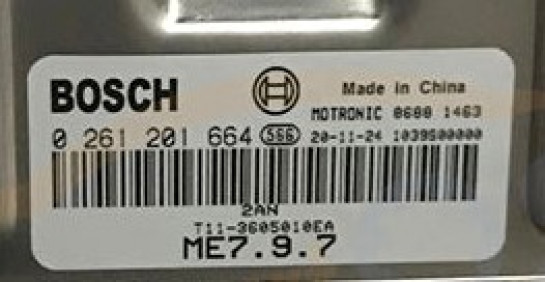 BOSCH
Made in China
MOTRONIC 0680 1463
0 261 201 664 S66 20-11-24 1039S00000
2AN
T11-3605010EA
ME7.9.7